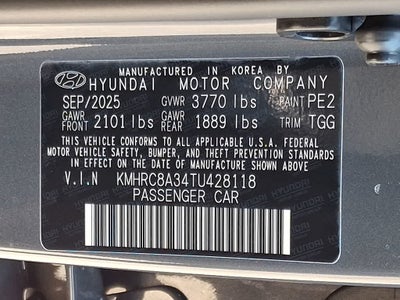 MANUFACTURED IN KOREA BY
HYUNDAI MOTOR COMPANY
SEP/2025 GVWR 3770 lbs PAINT PE2
GAWR FRONT 2101 lbs GAWR REAR 1889 lbs TRIM TGG
THIS VEHICLE CONFORMS TO ALL APPLICABLE U.S.A. FEDERAL
MOTOR VEHICLE SAFETY, BUMPER, AND THEFT PREVENTION STANDARDS
IN EFFECT ON THE DATE OF MANUFACTURE SHOWN ABOVE.
V.I.N KMHRC8A34TU428118
PASSENGER CAR